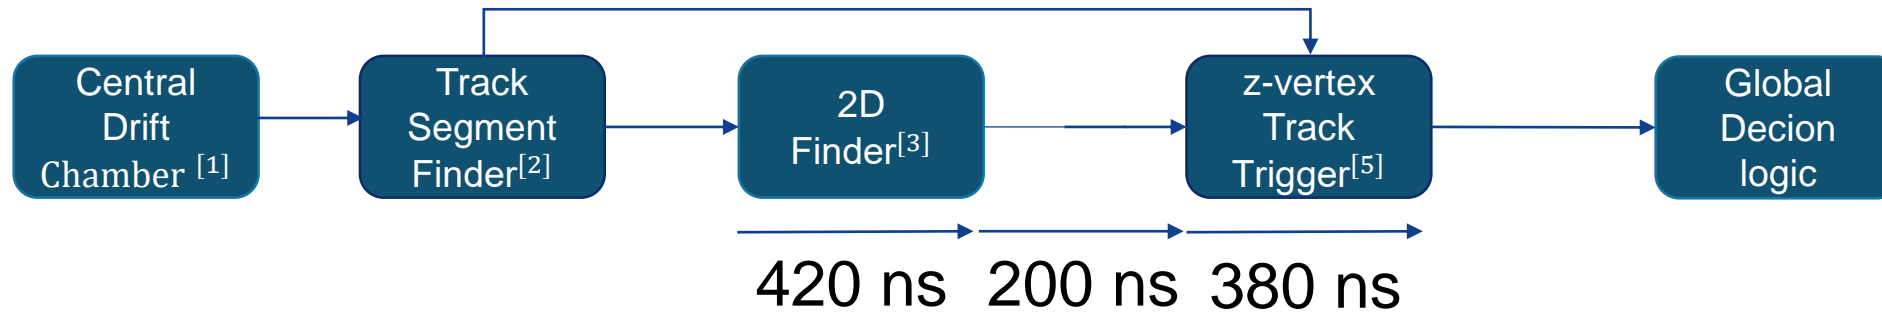 Central
Drift
Chamber [1]
Track
Segment
Finder[2]
2D
Finder[3]
z-vertex
Track
Trigger[5]
Global
Decion
logic
420 ns
200 ns
380 ns